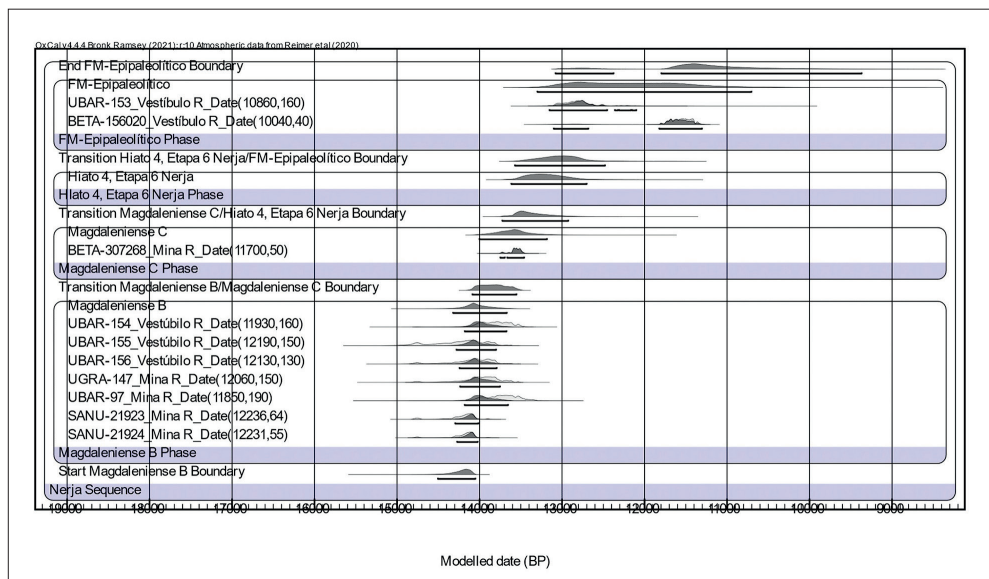 OxCal v4.4.4 Bronk Ramsey (2021); r:10 Atmospheric data from Reimer et al (2020)
End FM-Epipaleolítico Boundary
FM-Epipaleolítico
UBAR-153_Vestíbulo R_Date(10860,160)
BETA-156020_Vestíbulo R_Date(10040,40)
FM-Epipaleolítico Phase
Transition Hiato 4, Etapa 6 Nerja/FM-Epipaleolítico Boundary
Hiato 4, Etapa 6 Nerja
Hiato 4, Etapa 6 Nerja Phase
Transition Magdaleniense C/Hiato 4, Etapa 6 Nerja Boundary
Magdaleniense C
BETA-307268_Mina R_Date(11700,50)
Magdaleniense C Phase
Transition Magdaleniense B/Magdaleniense C Boundary
Magdaleniense B
UBAR-154_Vestúbilo R_Date(11930,160)
UBAR-155_Vestúbilo R_Date(12190,150)
UBAR-156_Vestúbilo R_Date(12130,130)
UGRA-147_Mina R_Date(12060,150)
UBAR-97_Mina R_Date(11850,190)
SANU-21923_Mina R_Date(12236,64)
SANU-21924_Mina R_Date(12231,55)
Magdaleniense B Phase
Start Magdaleniense B Boundary
Nerja Sequence
19000 18000 17000 16000 15000 14000 13000 12000 11000 10000 9000
Modelled date (BP)